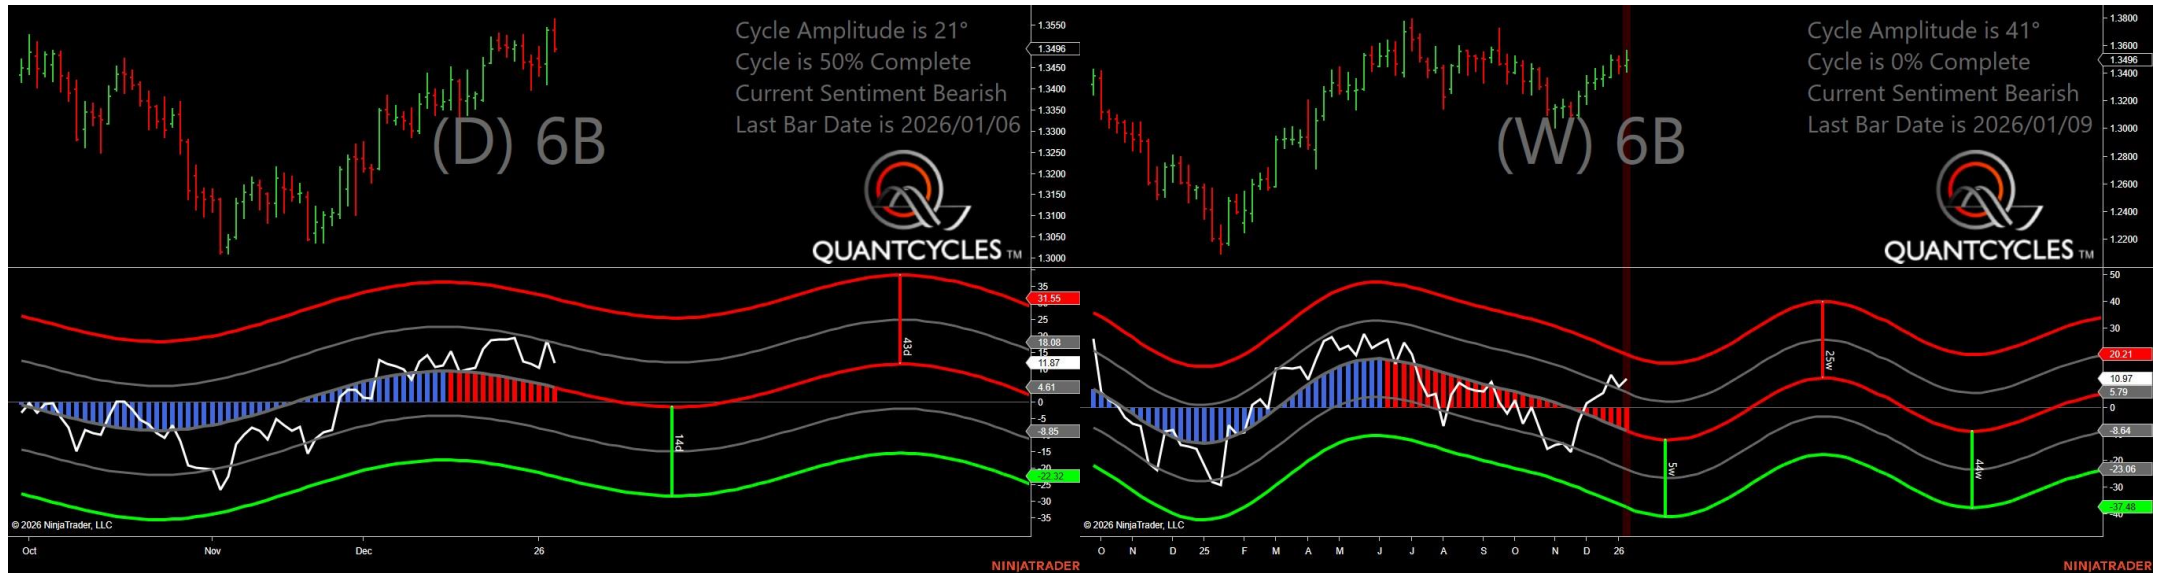 Cycle Amplitude is 21°
Cycle is 50% Complete
Current Sentiment Bearish
Last Bar Date is 2026/01/06
(D) 6B
QUANTCYCLES TM
1.3550
1.3496
1.3450
1.3400
1.3350
1.3300
1.3250
1.3200
1.3150
1.3100
1.3050
1.3000
35
31.55
25
18.08
15
11.87
4.61
0
-5
-8.85
-15
-20
-22.32
-25
-30
-35
43d
14d
© 2026 NinjaTrader, LLC
Oct Nov Dec 26
NINJATRADER
Cycle Amplitude is 41°
Cycle is 0% Complete
Current Sentiment Bearish
Last Bar Date is 2026/01/09
(W) 6B
QUANTCYCLES TM
1.3800
1.3600
1.3496
1.3400
1.3200
1.3000
1.2800
1.2600
1.2400
1.2200
50
40
30
20.21
10.97
5.79
0
-8.64
-20
-23.06
-30
-37.48
-40
25w
5w
44w
© 2026 NinjaTrader, LLC
O N D 25 F M A M J J A S O N D 26
NINJATRADER